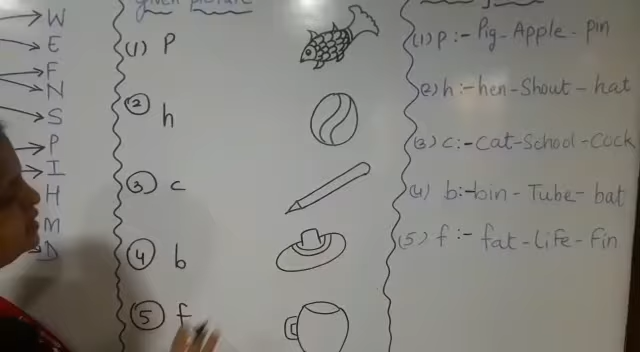 given picture
W
E
F
N
S
P
I
H
M
D
(1) P
(2) h
(3) c
(4) b
(5) f
(1) p :- Pig - Apple - pin
(2) h :- hen - Shout - hat
(3) c :- Cat - School - Cock
(4) b :- bin - Tube - bat
(5) f :- fat - Life - Fin